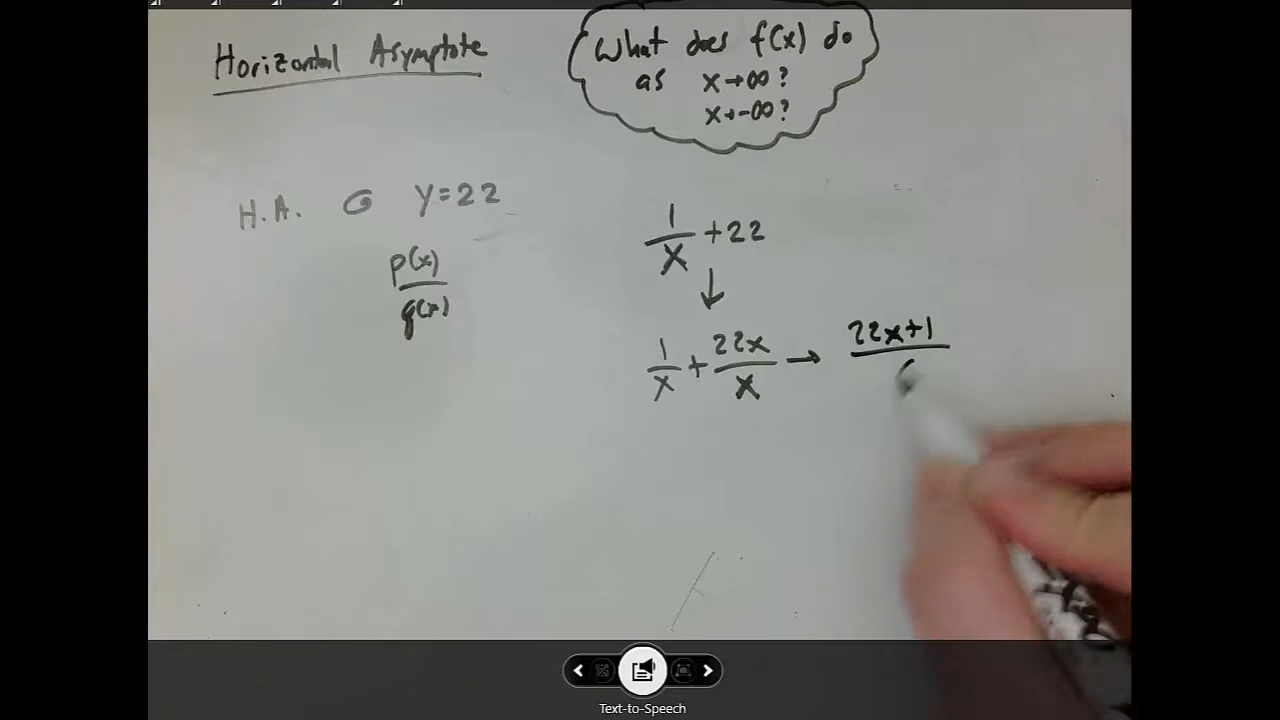 Horizontal Asymptote
What does f(x) do
as x→∞?
x→-∞?
H.A. @ y=22
p(x)
q(x)
1/x + 22
↓
1/x + 22x/x → 22x+1
Text-to-Speech